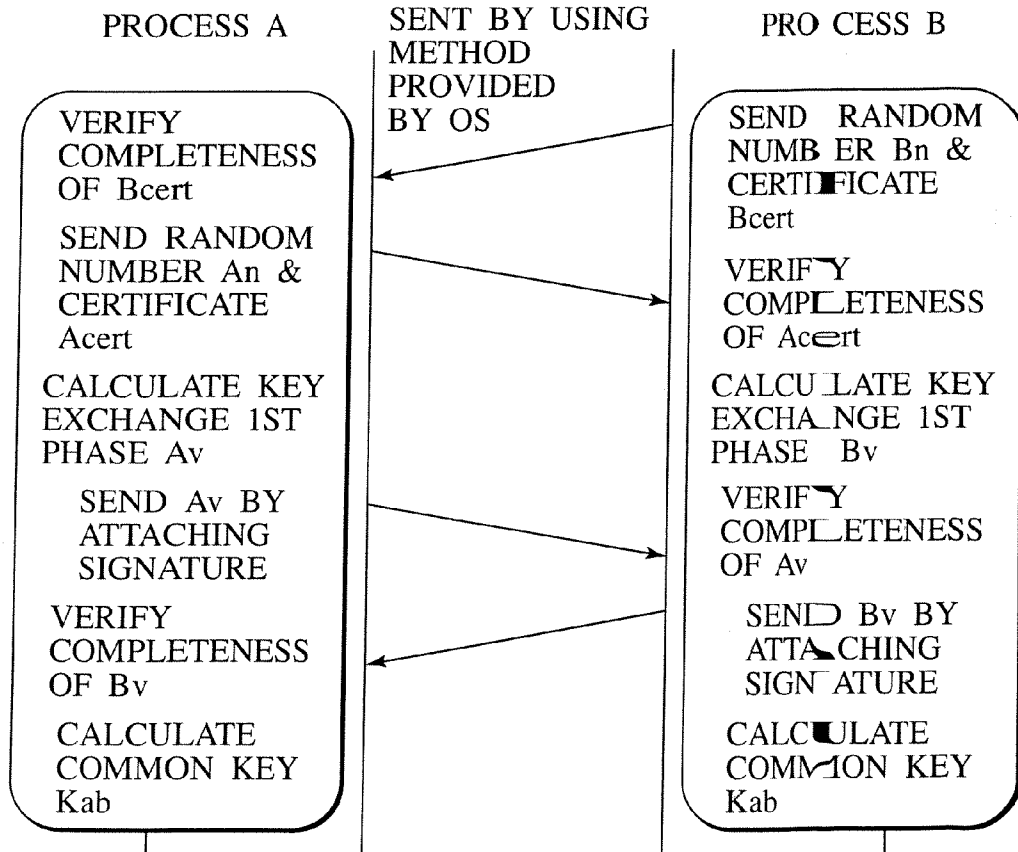 PROCESS A
SENT BY USING
METHOD
PROVIDED
BY OS
PRO CESS B
VERIFY
COMPLETENESS
OF Bcert
SEND RANDOM
NUMBER An &
CERTIFICATE
Acert
CALCULATE KEY
EXCHANGE 1ST
PHASE Av
SEND Av BY
ATTACHING
SIGNATURE
VERIFY
COMPLETENESS
OF Bv
CALCULATE
COMMON KEY
Kab
SEND RANDOM
NUMB ER Bn &
CERTIFICATE
Bcert
VERIFY
COMPLETENESS
OF Acert
CALCULATE KEY
EXCHANGE 1ST
PHASE Bv
VERIFY
COMPLETENESS
OF Av
SEND Bv BY
ATTACHING
SIGNATURE
CALCULATE
COMMON KEY
Kab